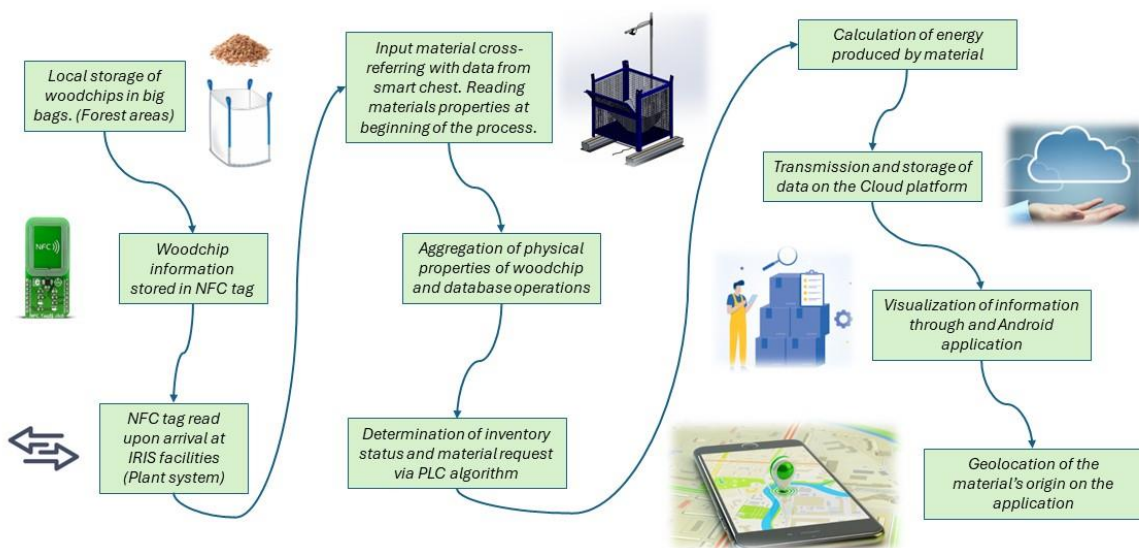 Local storage of
woodchips in big
bags. (Forest areas)
Woodchip
information
stored in NFC tag
NFC
NFC tag read
upon arrival at
IRIS facilities
(Plant system)
Input material cross-
referring with data from
smart chest. Reading
materials properties at
beginning of the process.
Aggregation of physical
properties of woodchip
and database operations
Determination of inventory
status and material request
via PLC algorithm
Calculation of energy
produced by material
Transmission and storage of
data on the Cloud platform
Visualization of information
through and Android
application
Geolocation of the
material's origin on the
application